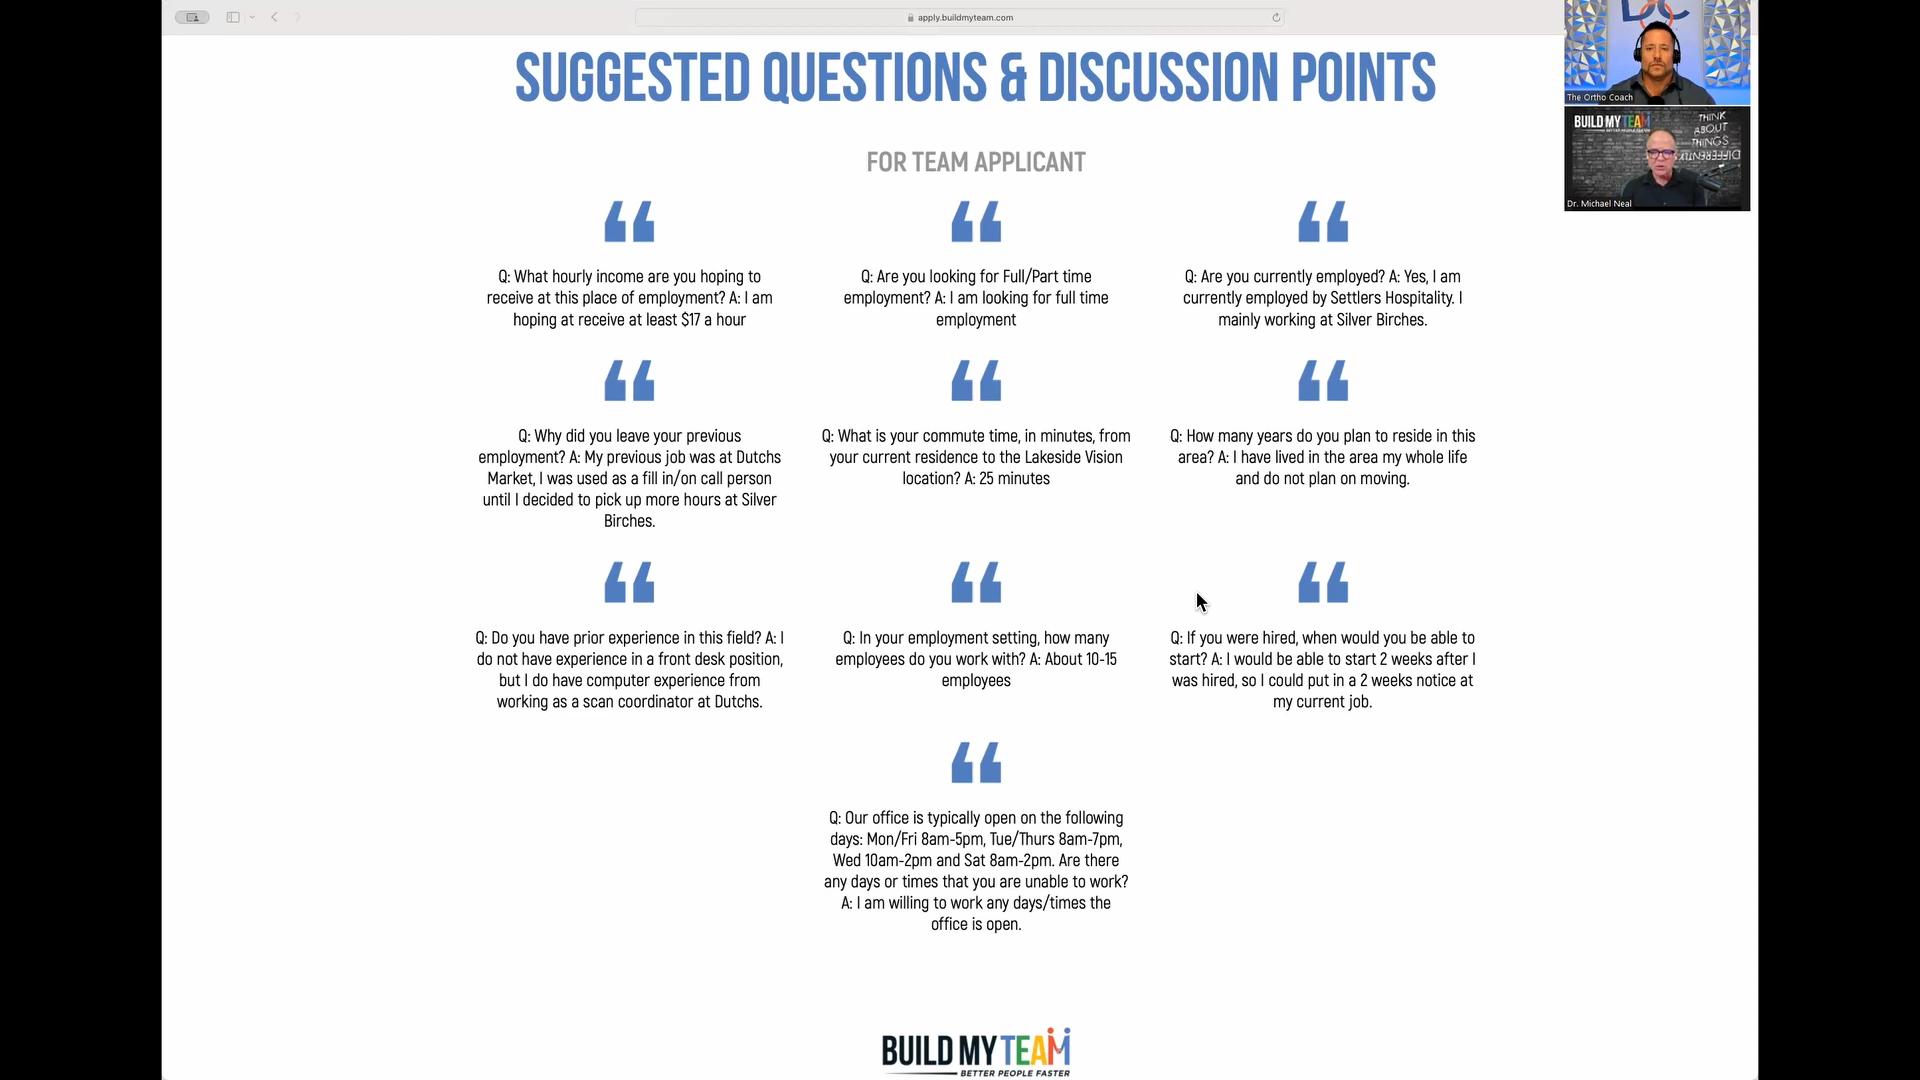 apply.buildmyteam.com
SUGGESTED QUESTIONS & DISCUSSION POINTS
FOR TEAM APPLICANT
Q: What hourly income are you hoping to
receive at this place of employment? A: I am
hoping at receive at least $17 a hour
Q: Are you looking for Full/Part time
employment? A: I am looking for full time
employment
Q: Are you currently employed? A: Yes, I am
currently employed by Settlers Hospitality. I
mainly working at Silver Birches.
Q: Why did you leave your previous
employment? A: My previous job was at Dutchs
Market, I was used as a fill in/on call person
until I decided to pick up more hours at Silver
Birches.
Q: What is your commute time, in minutes, from
your current residence to the Lakeside Vision
location? A: 25 minutes
Q: How many years do you plan to reside in this
area? A: I have lived in the area my whole life
and do not plan on moving.
Q: Do you have prior experience in this field? A: I
do not have experience in a front desk position,
but I do have computer experience from
working as a scan coordinator at Dutchs.
Q: In your employment setting, how many
employees do you work with? A: About 10-15
employees
Q: If you were hired, when would you be able to
start? A: I would be able to start 2 weeks after I
was hired, so I could put in a 2 weeks notice at
my current job.
Q: Our office is typically open on the following
days: Mon/Fri 8am-5pm, Tue/Thurs 8am-7pm,
Wed 10am-2pm and Sat 8am-2pm. Are there
any days or times that you are unable to work?
A: I am willing to work any days/times the
office is open.
BUILD MY TEAM
BETTER PEOPLE FASTER
The Ortho Coach
BUILD MY TEAM
THINK
ABOUT
THINGS
DIFFERENTLY
Dr. Michael Neal